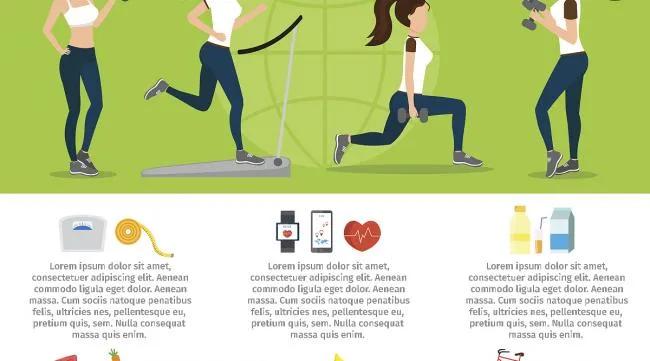 Lorem ipsum dolor sit amet,
consectetuer adipiscing elit. Aenean
commodo ligula eget dolor. Aenean
massa. Cum sociis natoque penatibus
felis, ultricies nes, pellentesque eu,
pretium quis, sem. Nulla consequat
massa quis enim.
Lorem ipsum dolor sit amet,
consectetuer adipiscing elit. Aenean
commodo ligula eget dolor. Aenean
massa. Cum sociis natoque penatibus
felis, ultricies nes, pellentesque eu,
pretium quis, sem. Nulla consequat
massa quis enim.
Lorem ipsum dolor sit amet,
consectetuer adipiscing elit. Aenean
commodo ligula eget dolor. Aenean
massa. Cum sociis natoque penatibus
felis, ultricies nes, pellentesque eu,
pretium quis, sem. Nulla consequat
massa quis enim.